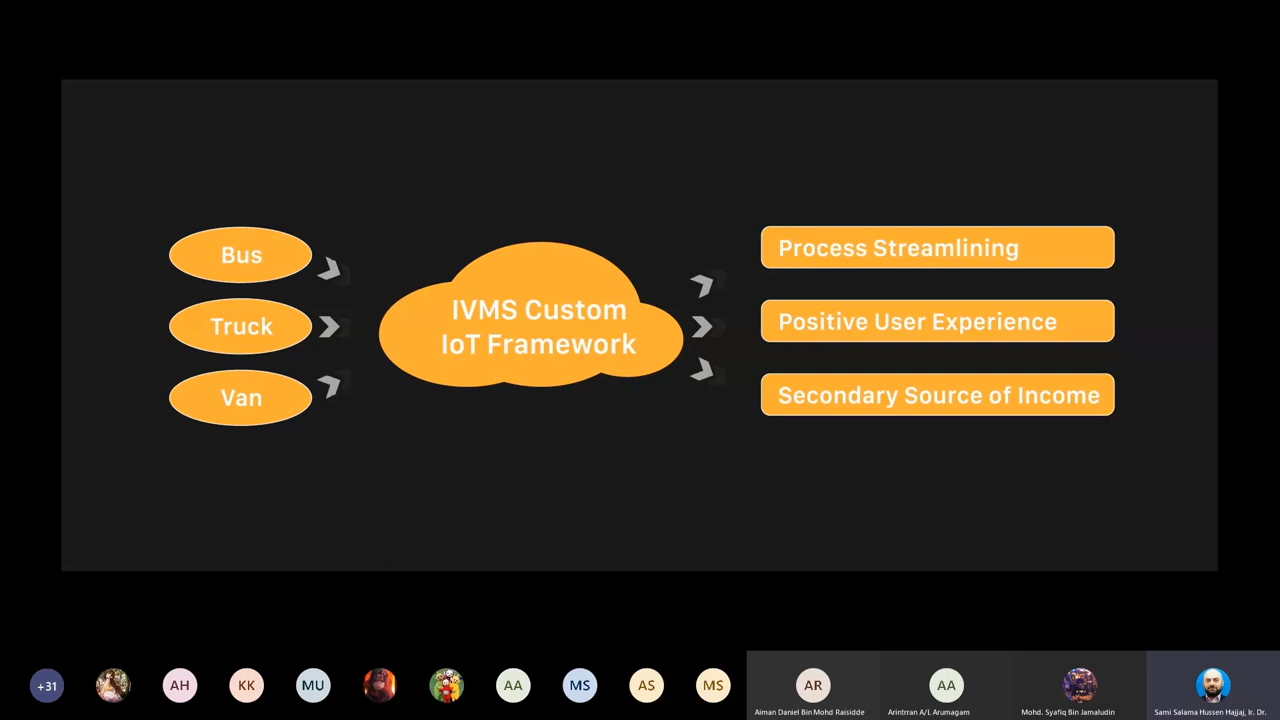 Bus
Truck
Van
IVMS Custom
IoT Framework
Process Streamlining
Positive User Experience
Secondary Source of Income
+31
AH
KK
MU
AA
MS
AS
MS
AR
Aiman Daniel Bin Mohd Raisidde
AA
Arintrran A/L Arumagam
Mohd. Syafiq Bin Jamaludin
Sami Salama Hussen Hajjaj, Ir. Dr.